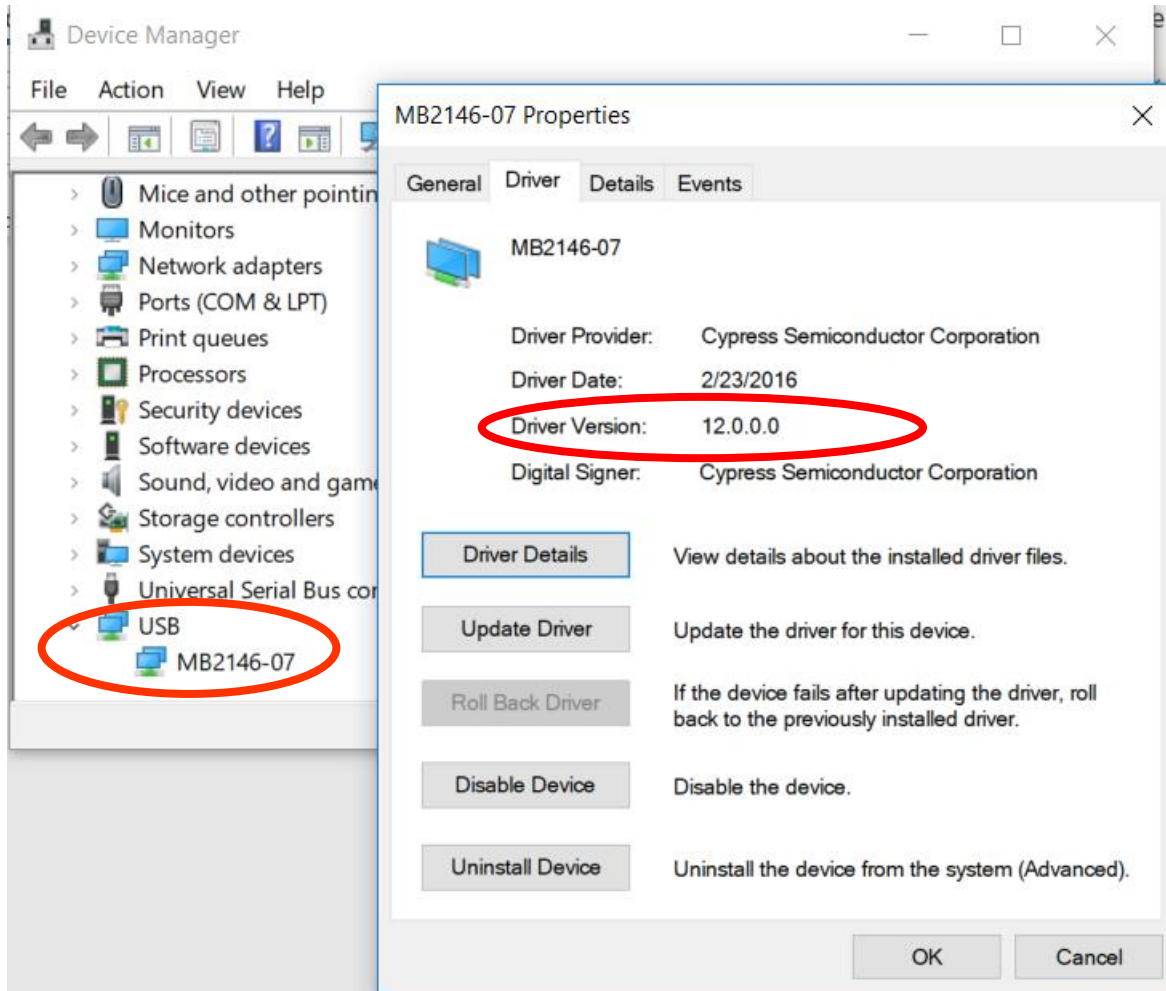 Device Manager
File Action View Help
Mice and other pointin
Monitors
Network adapters
Ports (COM & LPT)
Print queues
Processors
Security devices
Software devices
Sound, video and game
Storage controllers
System devices
Universal Serial Bus con
USB
MB2146-07
MB2146-07 Properties
General Driver Details Events
MB2146-07
Driver Provider: Cypress Semiconductor Corporation
Driver Date: 2/23/2016
Driver Version: 12.0.0.0
Digital Signer: Cypress Semiconductor Corporation
Driver Details View details about the installed driver files.
Update Driver Update the driver for this device.
Roll Back Driver If the device fails after updating the driver, roll
back to the previously installed driver.
Disable Device Disable the device.
Uninstall Device Uninstall the device from the system (Advanced).
OK Cancel